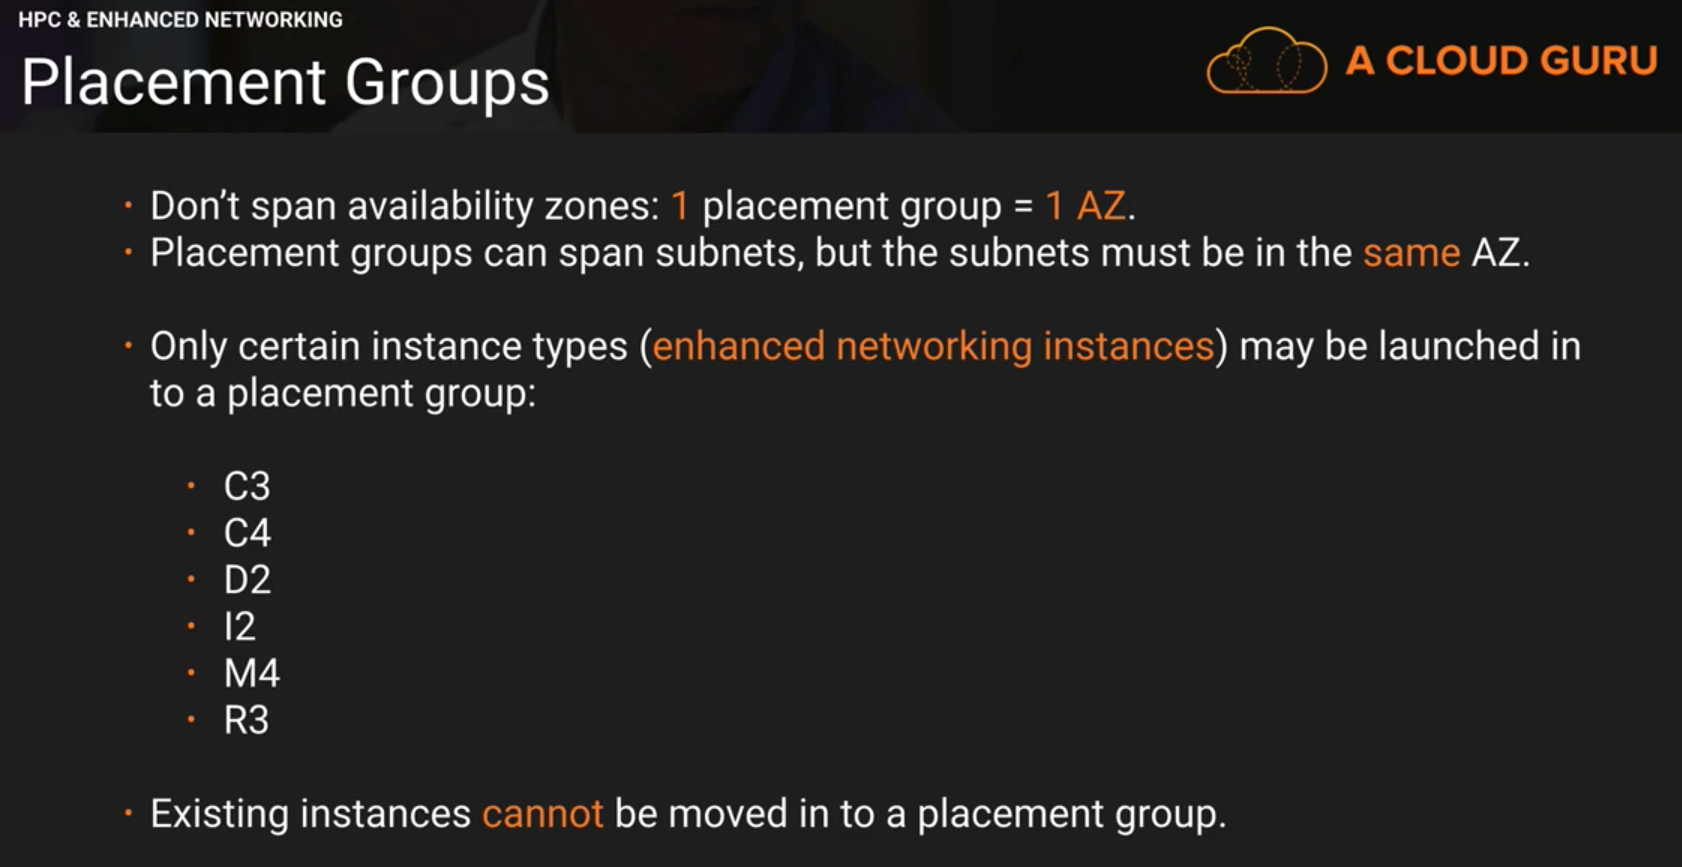 HPC & ENHANCED NETWORKING
Placement Groups
A CLOUD GURU
· Don’t span availability zones: 1 placement group = 1 AZ.
· Placement groups can span subnets, but the subnets must be in the same AZ.
· Only certain instance types (enhanced networking instances) may be launched in
to a placement group:
· C3
· C4
· D2
· I2
· M4
· R3
· Existing instances cannot be moved in to a placement group.